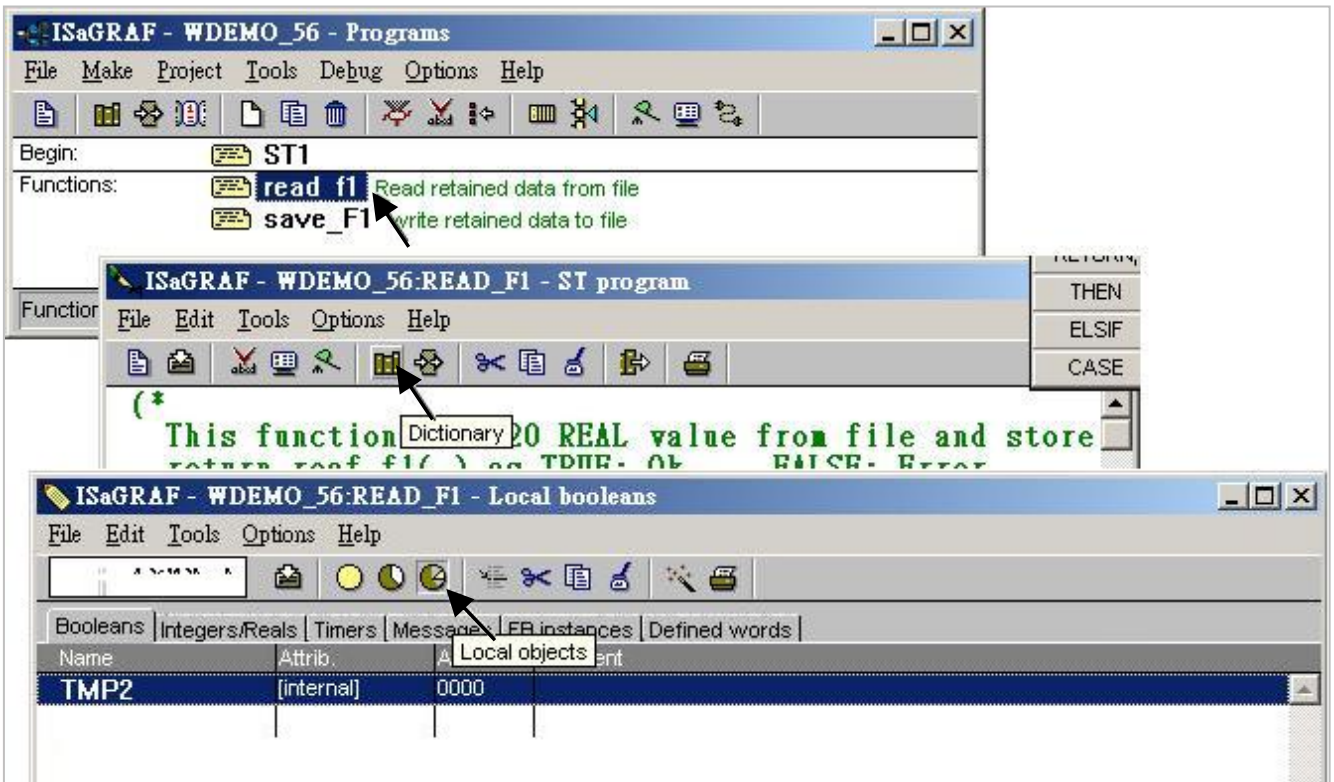 ISaGRAF - WDEMO_56 - Programs
File Make Project Tools Debug Options Help
Begin: ST1
Functions: read_f1 Read retained data from file
save_F1 write retained data to file
ISaGRAF - WDEMO_56:READ_F1 - ST program
Function
File Edit Tools Options Help
THEN
ELSIF
CASE
(*
This function Dictionary 20 REAL value from file and store
ISaGRAF - WDEMO_56:READ_F1 - Local booleans
File Edit Tools Options Help
Booleans Integers/Reals Timers Messages FB instances Defined words
Local objects
Name Attrib.
TMP2 [internal] 0000